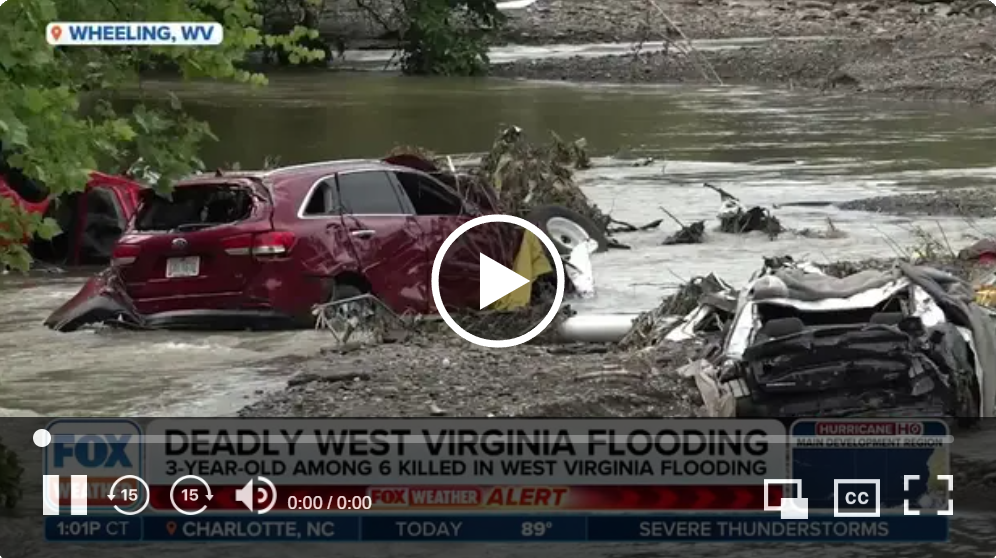 WHEELING, WV
FOX
WEATHER
DEADLY WEST VIRGINIA FLOODING
3-YEAR-OLD AMONG 6 KILLED IN WEST VIRGINIA FLOODING
HURRICANE HQ
MAIN DEVELOPMENT REGION
15
15
0:00 / 0:00
FOX WEATHER ALERT
CC
1:01P CT
CHARLOTTE, NC
TODAY
89°
SEVERE THUNDERSTORMS